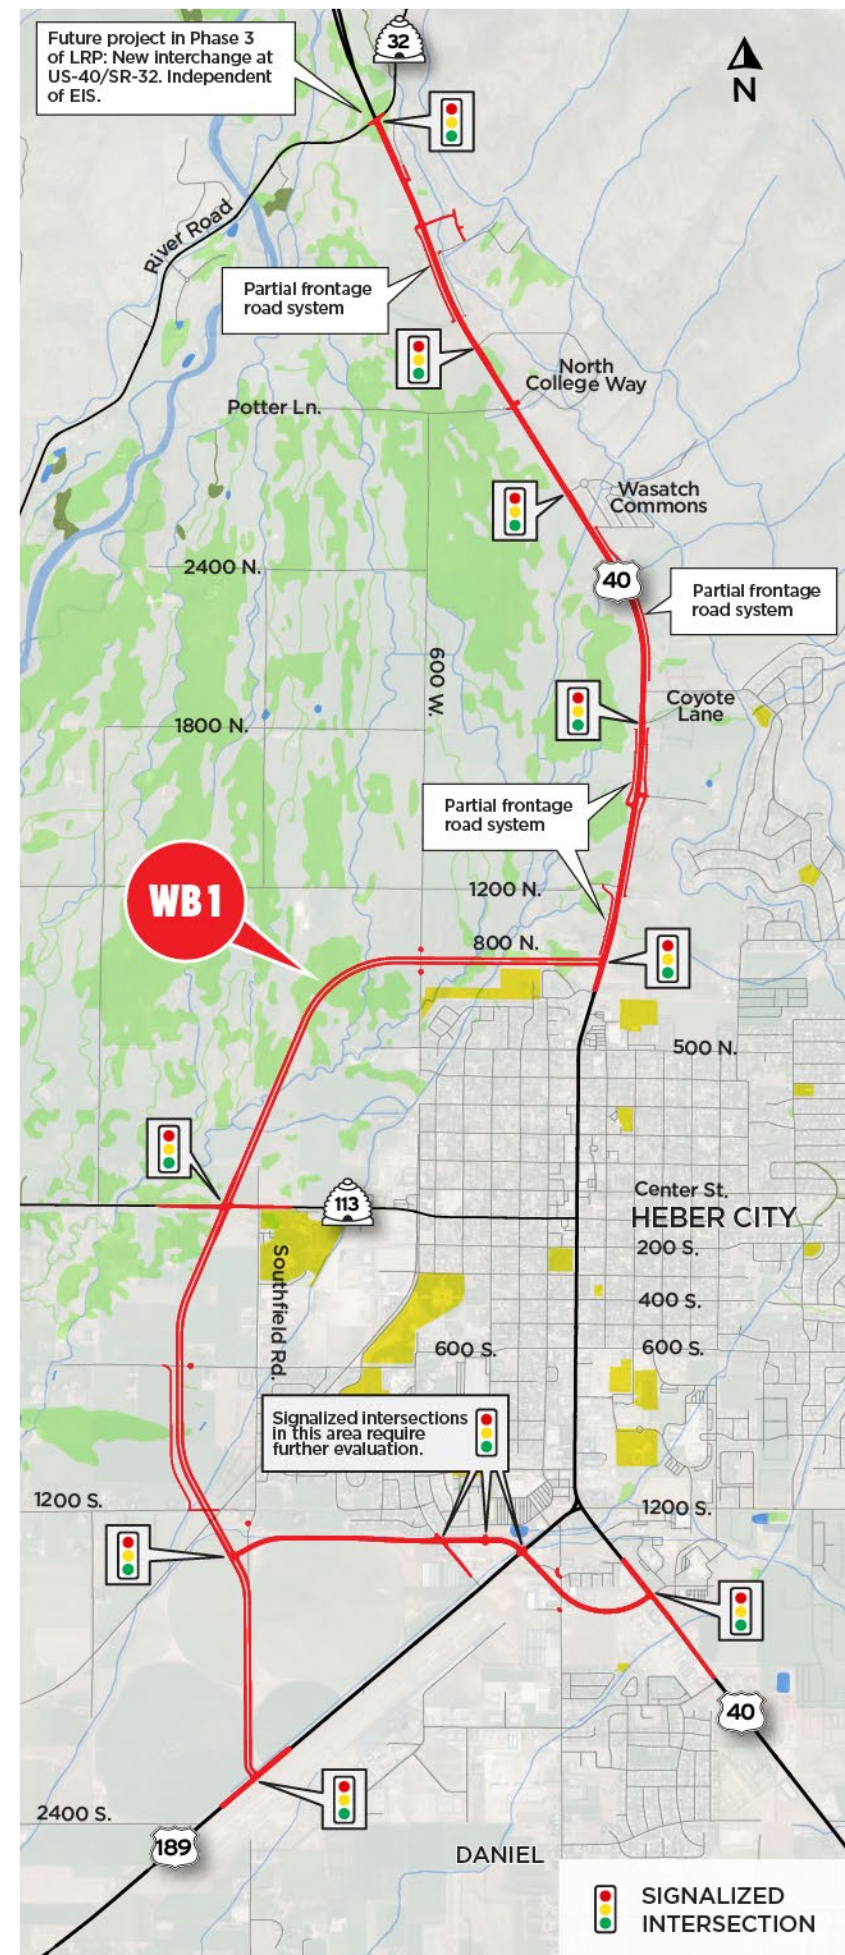 Future project in Phase 3
of LRP: New interchange at
US-40/SR-32. Independent
of EIS.
32
N
River Road
Partial frontage
road system
North
College Way
Potter Ln.
Wasatch
Commons
2400 N.
40
Partial frontage
road system
600 W.
Coyote
Lane
1800 N.
Partial frontage
road system
WB1
1200 N.
800 N.
500 N.
113
Center St.
HEBER CITY
200 S.
Southfield Rd.
400 S.
600 S.
600 S.
Signalized intersections
in this area require
further evaluation.
1200 S.
1200 S.
40
2400 S.
189
DANIEL
SIGNALIZED
INTERSECTION